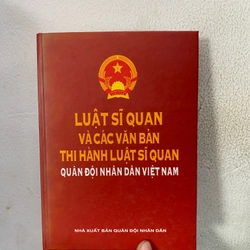 LUẬT SĨ QUAN
VÀ CÁC VĂN BẢN
THI HÀNH LUẬT SĨ QUAN
QUÂN ĐỘI NHÂN DÂN VIỆT NAM
NHÀ XUẤT BẢN QUÂN ĐỘI NHÂN DÂN